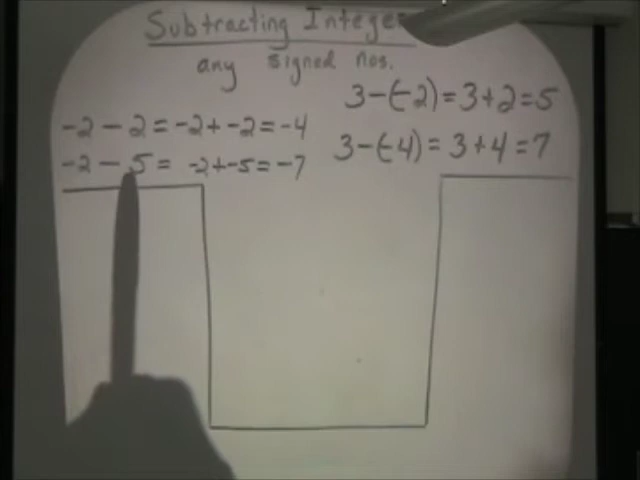 Subtracting Integers
any signed nos.
-2 - 2 = -2 + -2 = -4
-2 - 5 = -2 + -5 = -7
3 - (-2) = 3 + 2 = 5
3 - (-4) = 3 + 4 = 7